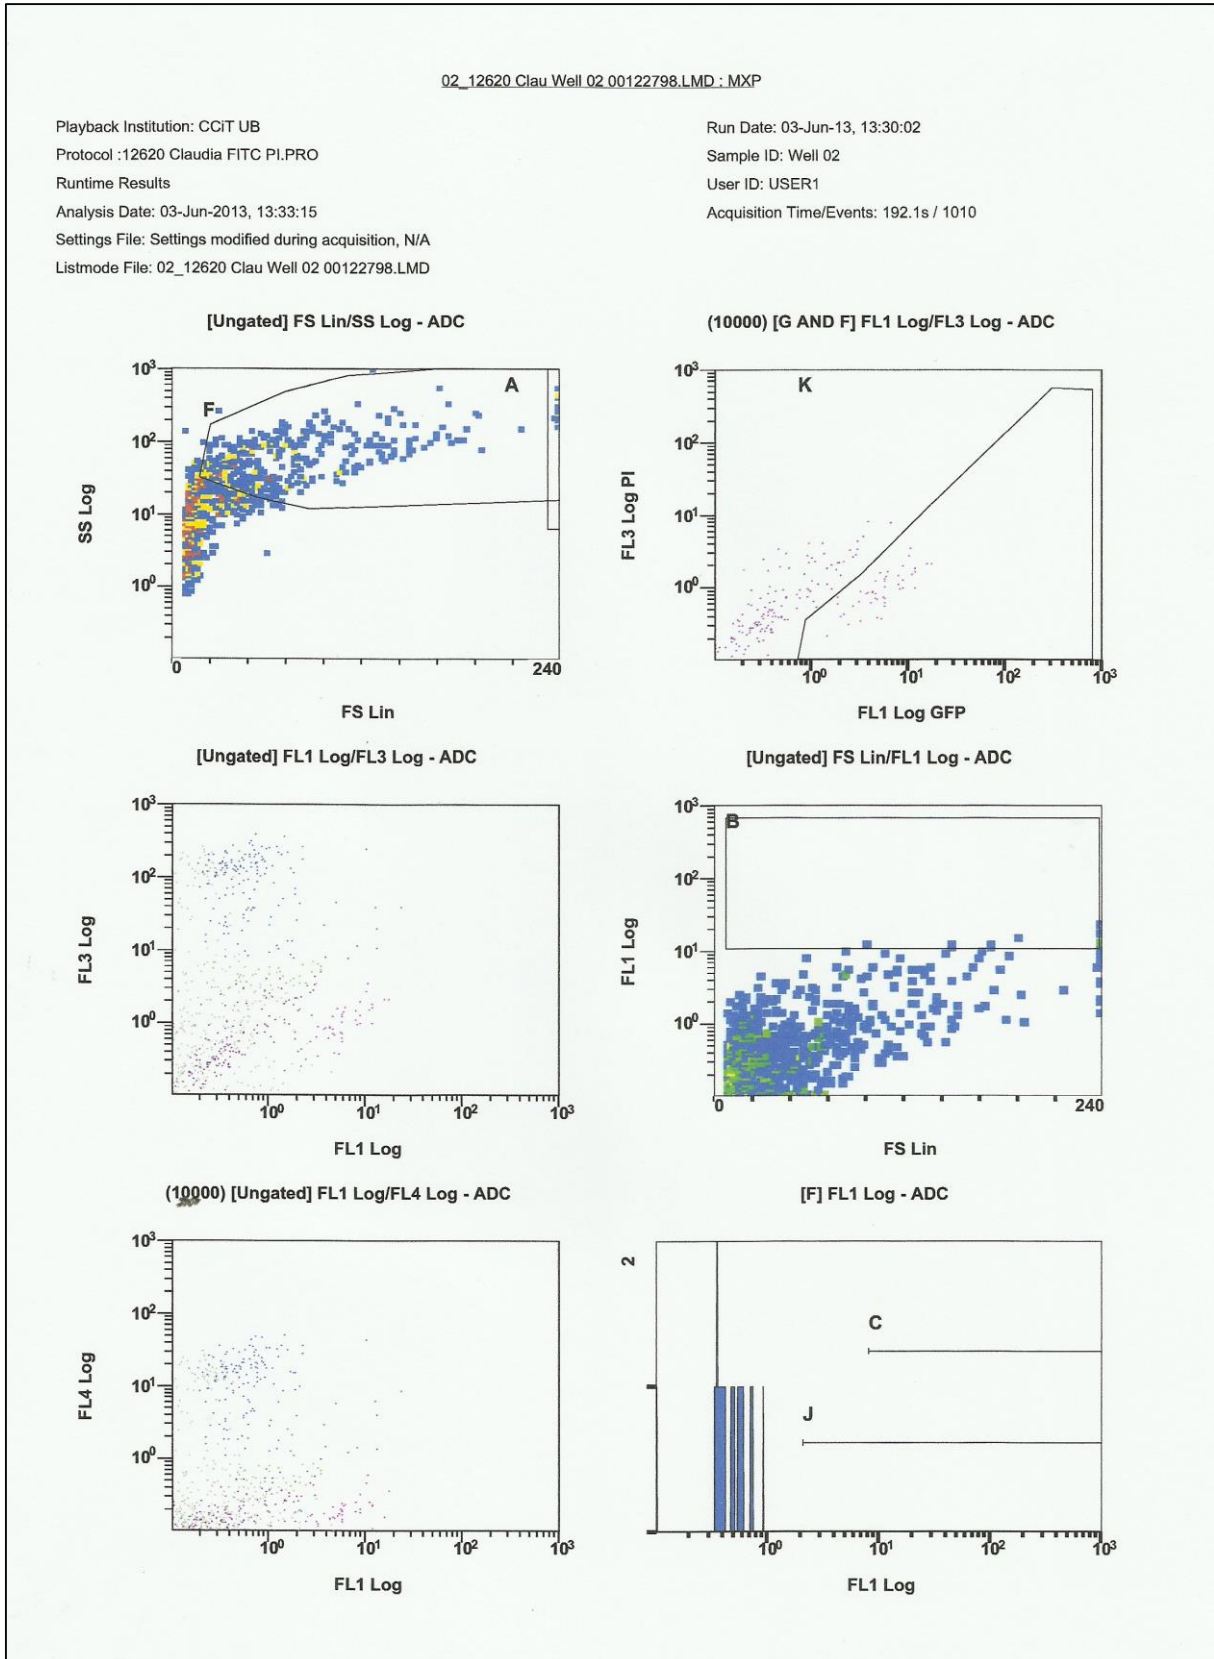 02_12620 Clau Well 02 00122798.LMD : MXP
Playback Institution: CCiT UB
Protocol :12620 Claudia FITC PI.PRO
Runtime Results
Analysis Date: 03-Jun-2013, 13:33:15
Settings File: Settings modified during acquisition, N/A
Listmode File: 02_12620 Clau Well 02 00122798.LMD
Run Date: 03-Jun-13, 13:30:02
Sample ID: Well 02
User ID: USER1
Acquisition Time/Events: 192.1s / 1010
[Ungated] FS Lin/SS Log - ADC
10³
10²
10¹
10⁰
SS Log
F
A
0
240
FS Lin
(10000) [G AND F] FL1 Log/FL3 Log - ADC
10³
10²
10¹
10⁰
FL3 Log PI
K
10⁰ 10¹ 10² 10³
FL1 Log GFP
[Ungated] FL1 Log/FL3 Log - ADC
10³
10²
10¹
10⁰
FL3 Log
10⁰ 10¹ 10² 10³
FL1 Log
[Ungated] FS Lin/FL1 Log - ADC
10³
10²
10¹
10⁰
FL1 Log
B
0
240
FS Lin
(10000) [Ungated] FL1 Log/FL4 Log - ADC
10³
10²
10¹
10⁰
FL4 Log
10⁰ 10¹ 10² 10³
FL1 Log
[F] FL1 Log - ADC
2
C
J
10⁰ 10¹ 10² 10³
FL1 Log